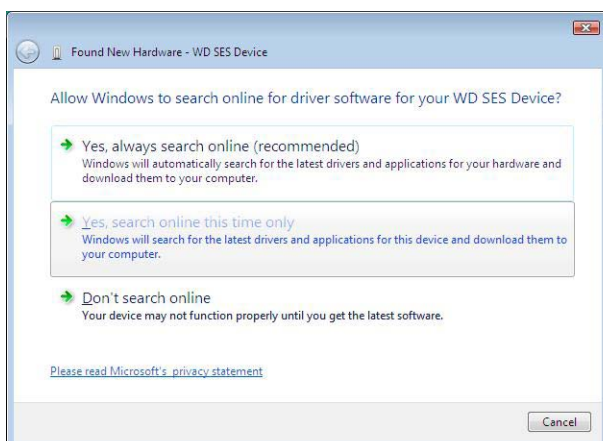 Found New Hardware - WD SES Device
Allow Windows to search online for driver software for your WD SES Device?
Yes, always search online (recommended)
Windows will automatically search for the latest drivers and applications for your hardware and
download them to your computer.
Yes, search online this time only
Windows will search for the latest drivers and applications for this device and download them to
your computer.
Don't search online
Your device may not function properly until you get the latest software.
Please read Microsoft's privacy statement
Cancel